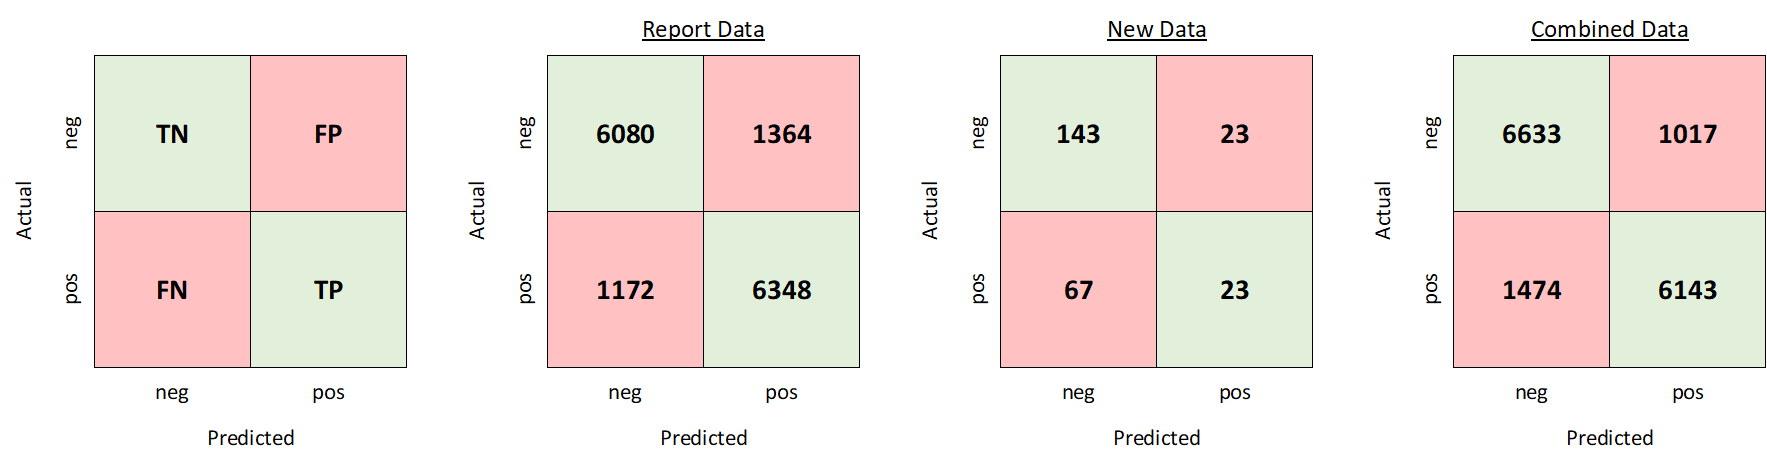 Report Data
New Data
Combined Data
Actual
neg
pos
TN
FP
FN
TP
neg
pos
Predicted
Actual
neg
pos
6080
1364
1172
6348
neg
pos
Predicted
Actual
neg
pos
143
23
67
23
neg
pos
Predicted
Actual
neg
pos
6633
1017
1474
6143
neg
pos
Predicted